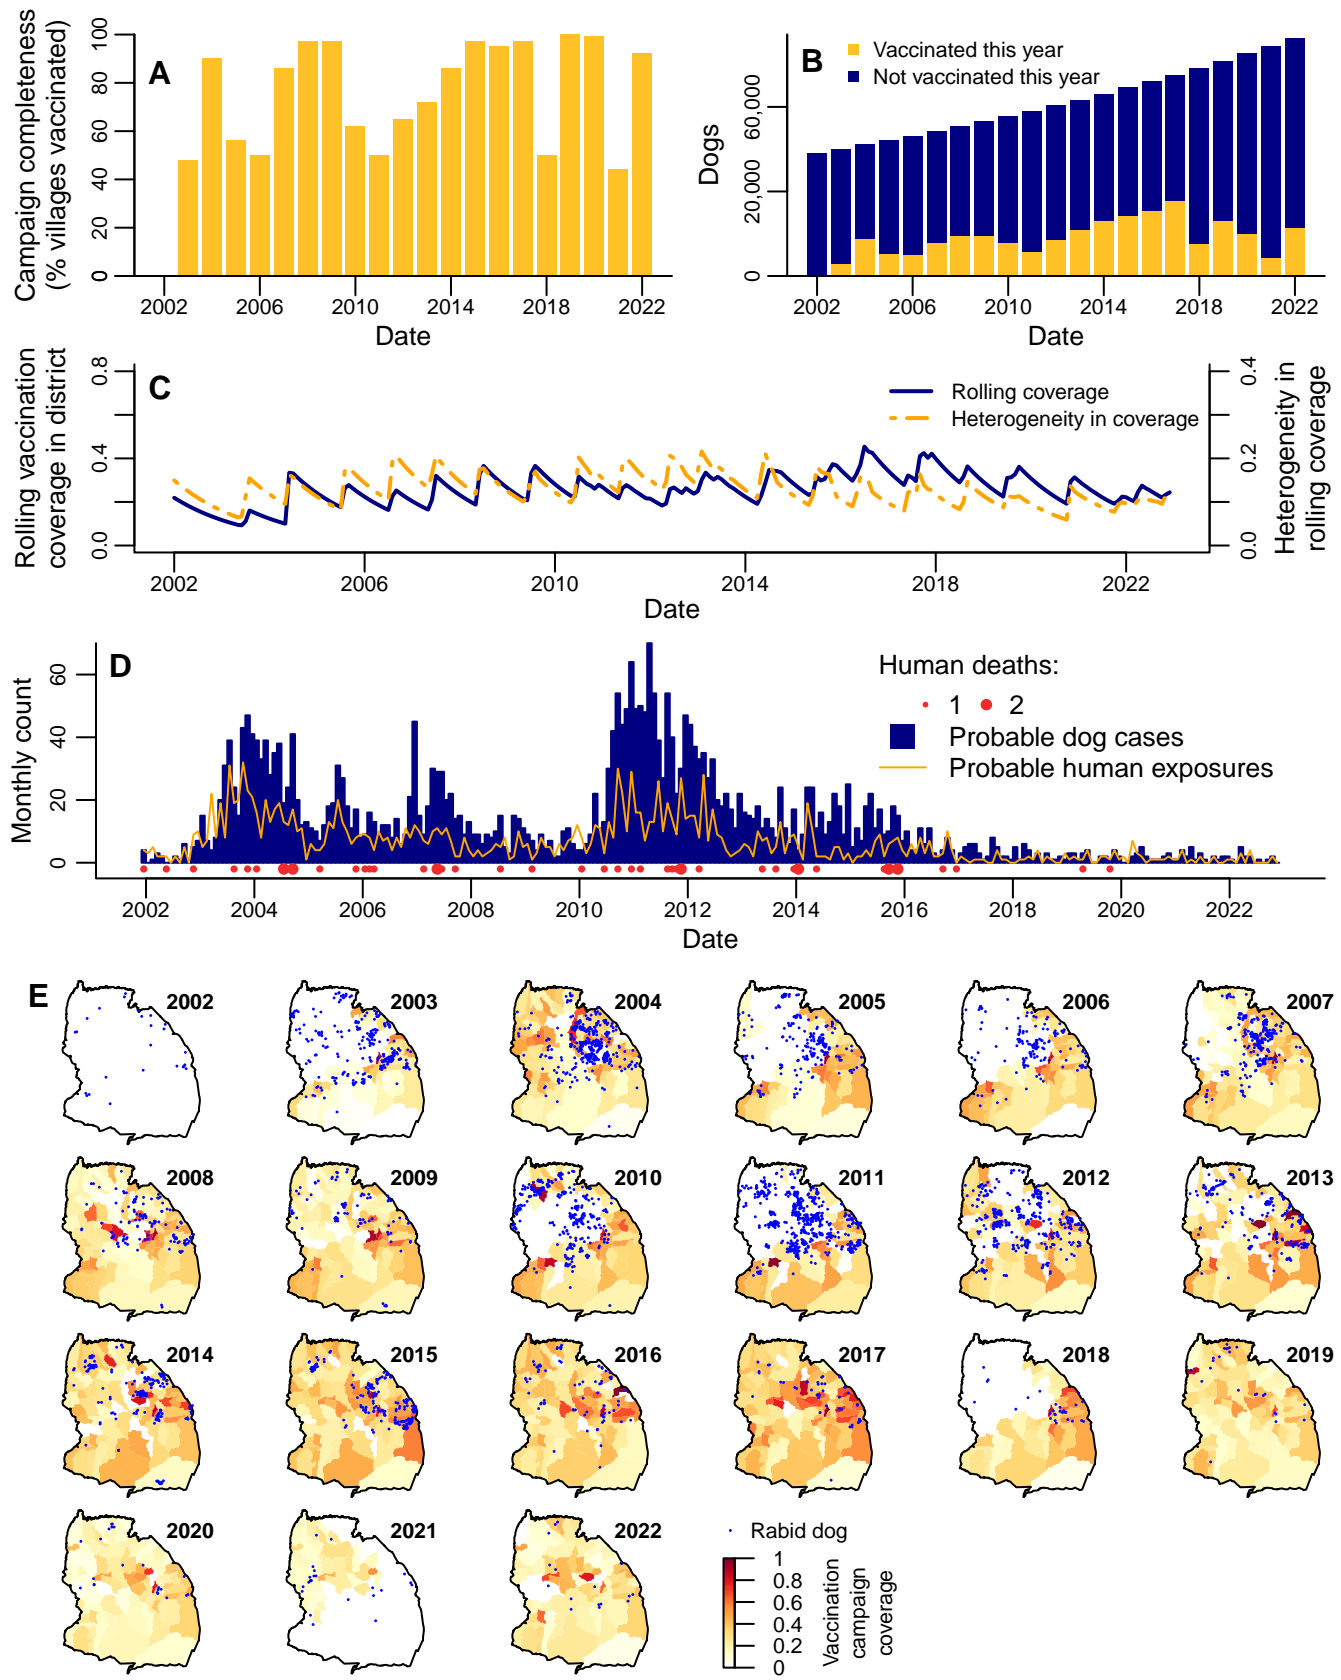 A
Campaign completeness
(% villages vaccinated)
100
80
60
40
20
0
2002 2006 2010 2014 2018 2022
Date
B
Vaccinated this year
Not vaccinated this year
Dogs
60,000
20,000
0
2002 2006 2010 2014 2018 2022
Date
C
Rolling vaccination
coverage in district
0.8
0.4
0.0
Rolling coverage
Heterogeneity in coverage
0.4
0.2
0.0
Heterogeneity in
rolling coverage
2002 2006 2010 2014 2018 2022
Date
D
Monthly count
60
40
20
0
Human deaths:
1 2
Probable dog cases
Probable human exposures
2002 2004 2006 2008 2010 2012 2014 2016 2018 2020 2022
Date
E
2002 2003 2004 2005 2006 2007
2008 2009 2010 2011 2012 2013
2014 2015 2016 2017 2018 2019
2020 2021 2022
Rabid dog
1
0.8
0.6
0.4
0.2
0
Vaccination
campaign
coverage